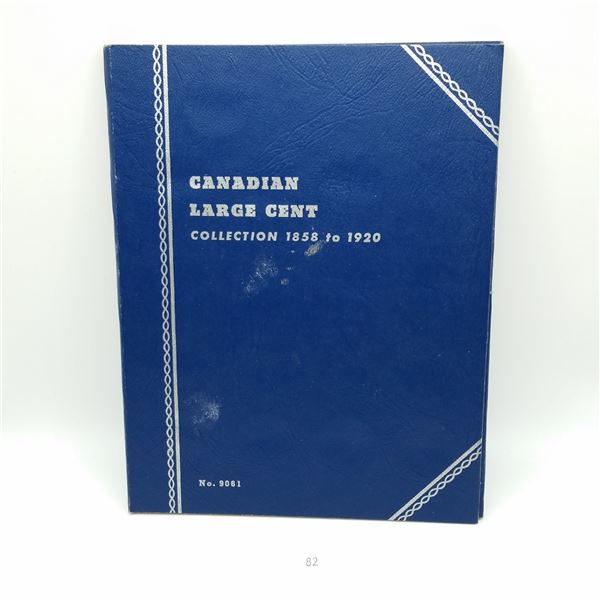 CANADIAN
LARGE CENT
COLLECTION 1858 to 1920
No. 9061
82